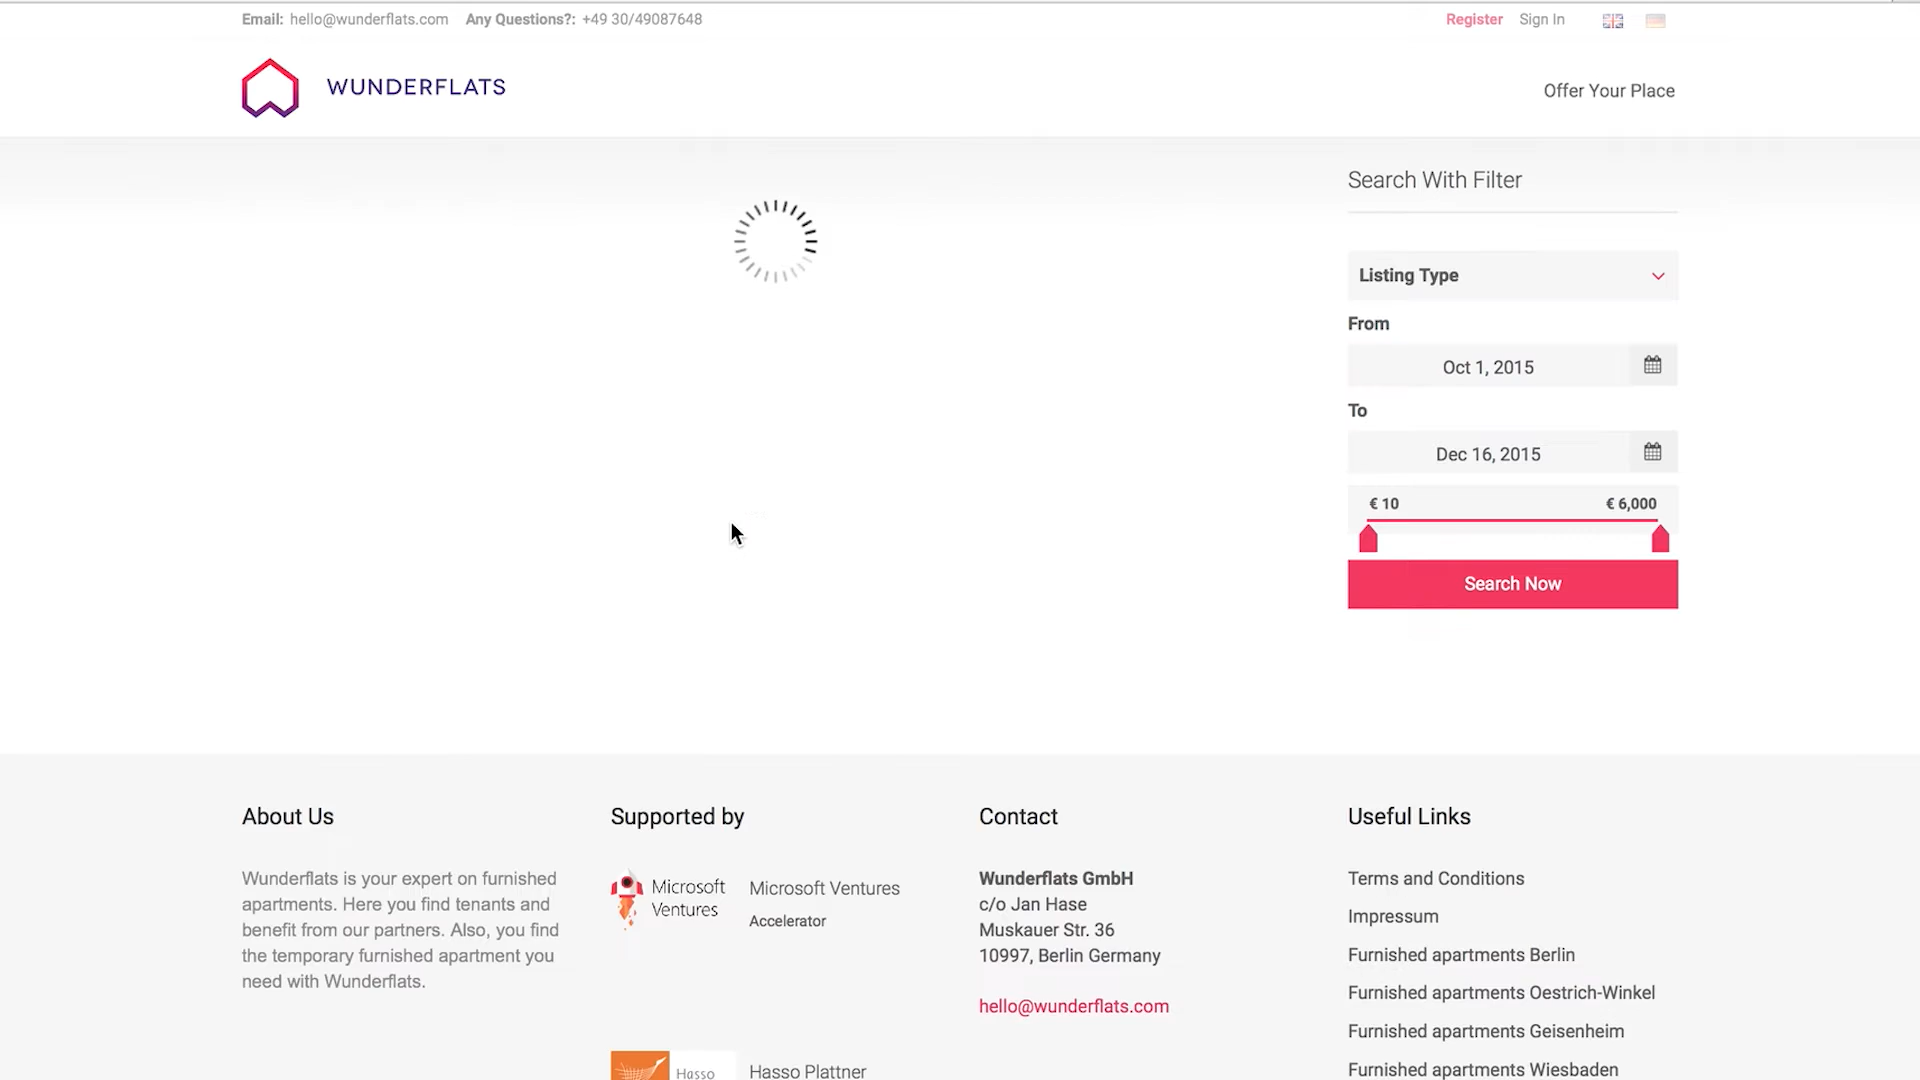 Email: hello@wunderflats.com Any Questions?: +49 30/49087648
Register Sign In
WUNDERFLATS
Offer Your Place
Search With Filter
Listing Type
From
Oct 1, 2015
To
Dec 16, 2015
€ 10 € 6,000
Search Now
About Us
Wunderflats is your expert on furnished
apartments. Here you find tenants and
benefit from our partners. Also, you find
the temporary furnished apartment you
need with Wunderflats.
Supported by
Microsoft
Ventures
Microsoft Ventures
Accelerator
Hasso
Hasso Plattner
Contact
Wunderflats GmbH
c/o Jan Hase
Muskauer Str. 36
10997, Berlin Germany
hello@wunderflats.com
Useful Links
Terms and Conditions
Impressum
Furnished apartments Berlin
Furnished apartments Oestrich-Winkel
Furnished apartments Geisenheim
Furnished apartments Wiesbaden